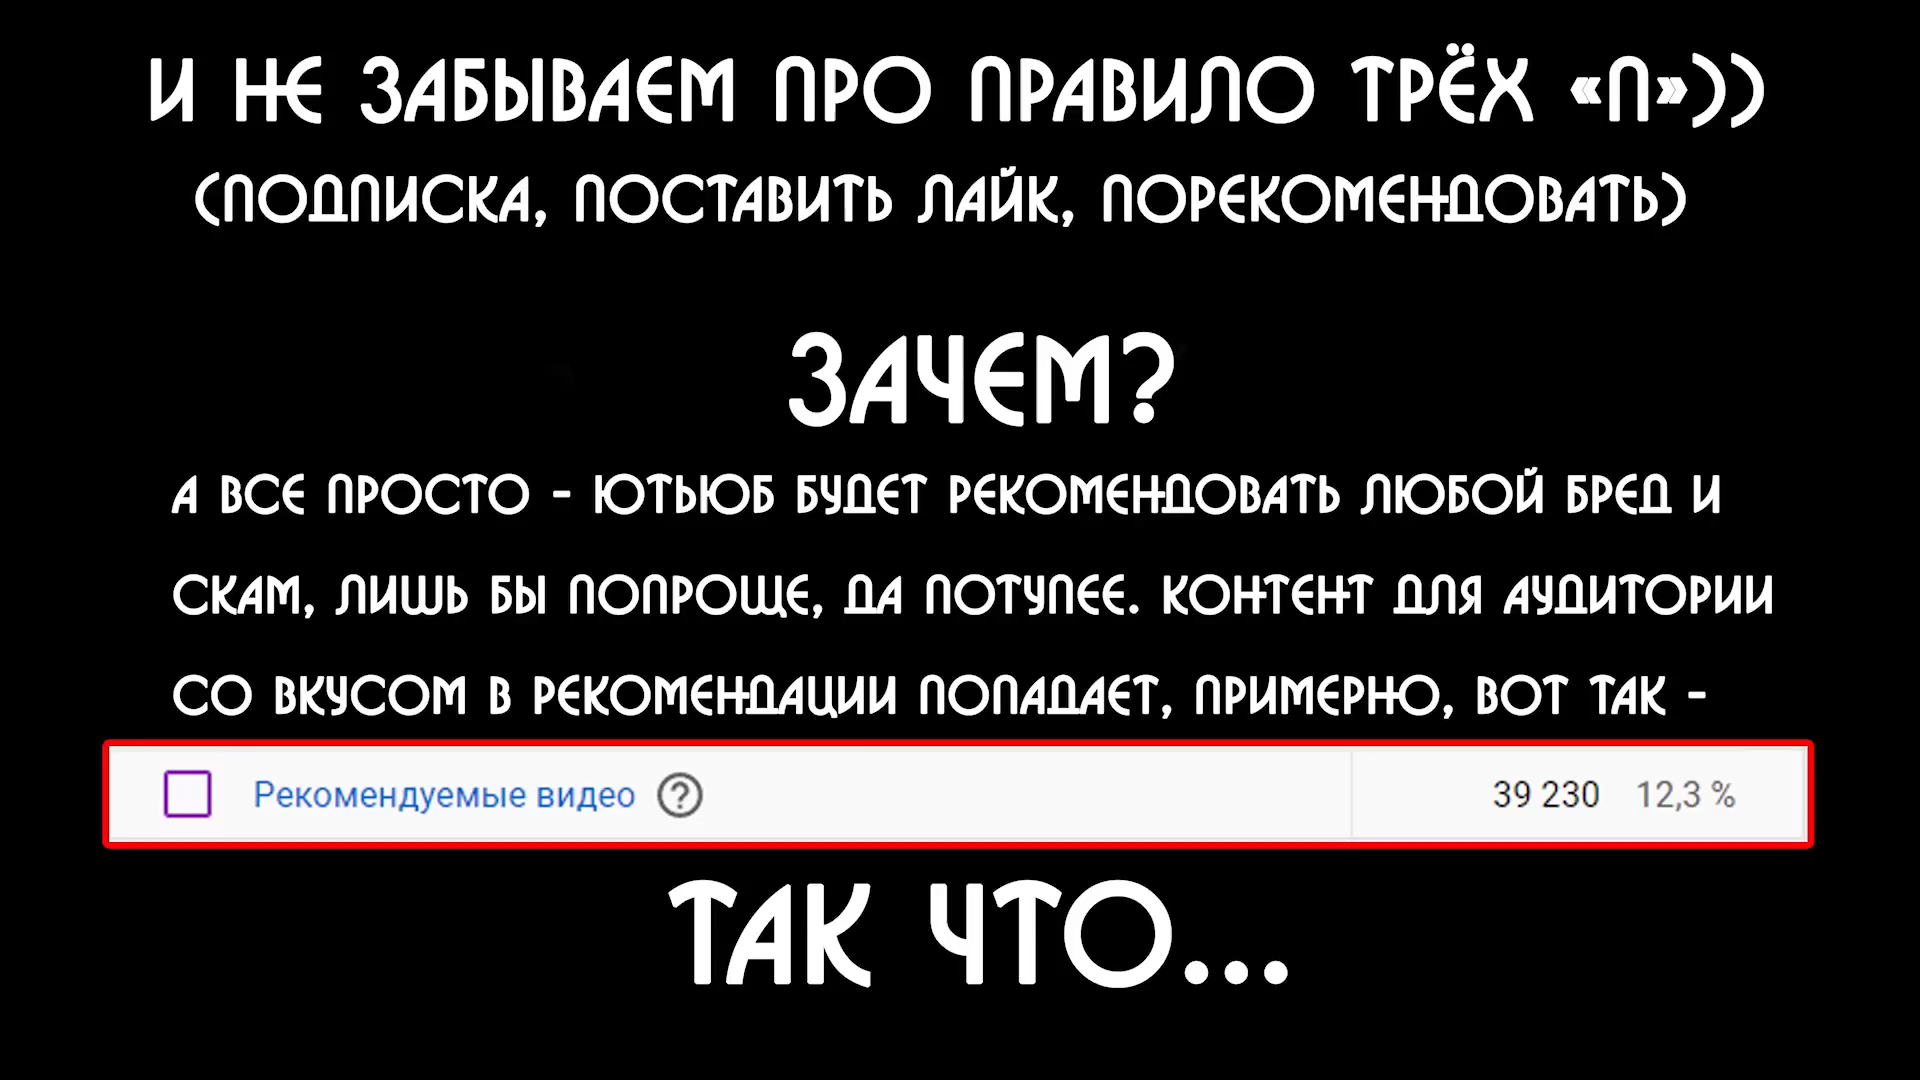 И НЕ ЗАБЫВАЕМ ПРО ПРАВИЛО ТРЁХ «П»))
(ПОДПИСКА, ПОСТАВИТЬ ЛАЙК, ПОРЕКОМЕНДОВАТЬ)
ЗАЧЕМ?
А ВСЕ ПРОСТО - ЮТЬЮБ БУДЕТ РЕКОМЕНДОВАТЬ ЛЮБОЙ БРЕД И
СКАМ, ЛИШЬ БЫ ПОПРОЩЕ, ДА ПОТУПЕЕ. КОНТЕНТ ДЛЯ АУДИТОРИИ
СО ВКУСОМ В РЕКОМЕНДАЦИИ ПОПАДАЕТ, ПРИМЕРНО, ВОТ ТАК -
Рекомендуемые видео ? 39 230 12,3 %
ТАК ЧТО...